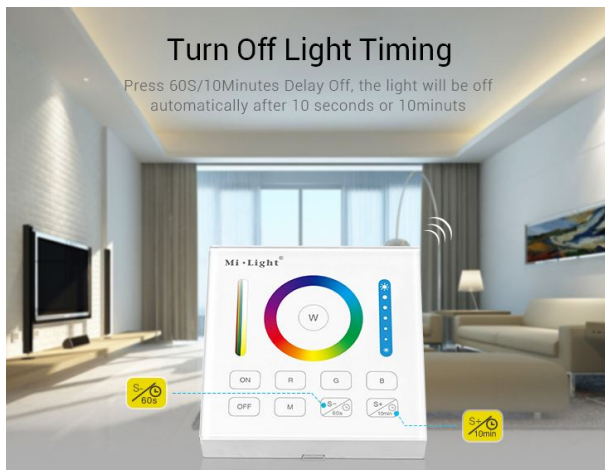 Turn Off Light Timing
Press 60S/10Minutes Delay Off, the light will be off
automatically after 10 seconds or 10minuts
Mi·Light®
W
ON R G B
OFF M S- 60s S+ 10min
S- 60s
S+ 10min